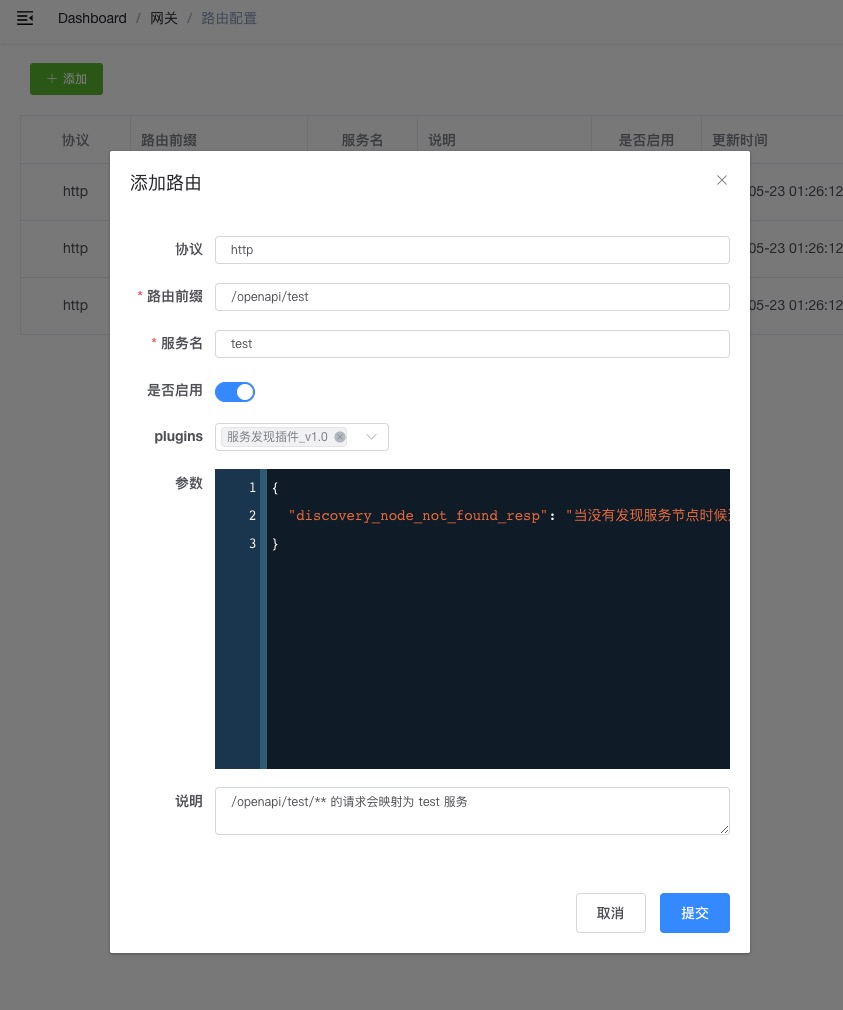 Dashboard / 网关 / 路由配置
+ 添加
协议 路由前缀 服务名 说明 是否启用 更新时间
http 05-23 01:26:12
http 05-23 01:26:12
http 05-23 01:26:12
添加路由
协议 http
* 路由前缀 /openapi/test
* 服务名 test
是否启用
plugins 服务发现插件_v1.0
参数
1 {
2 "discovery_node_not_found_resp": "当没有发现服务节点时候
3 }
说明 /openapi/test/** 的请求会映射为 test 服务
取消 提交